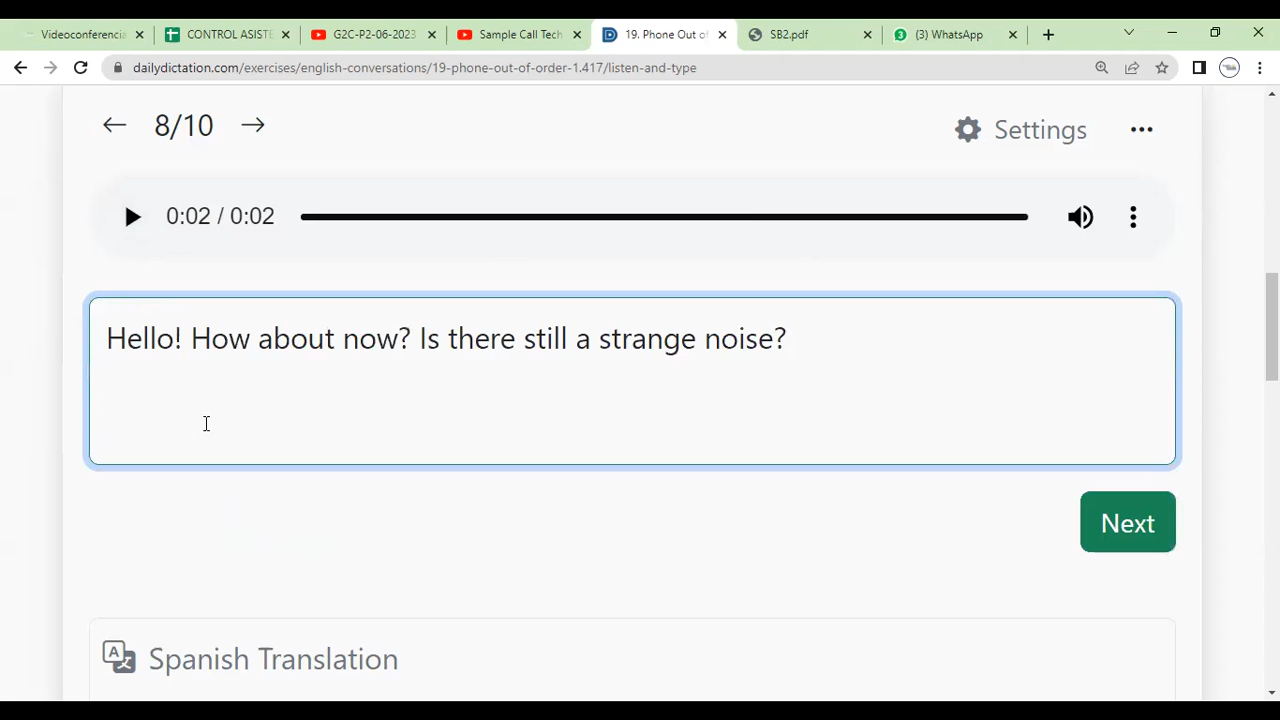 Videoconferencia
CONTROL ASISTE
G2C-P2-06-2023
Sample Call Tech
19. Phone Out of
SB2.pdf
(3) WhatsApp
dailydictation.com/exercises/english-conversations/19-phone-out-of-order-1.417/listen-and-type
8/10
Settings
0:02 / 0:02
Hello! How about now? Is there still a strange noise?
Next
Spanish Translation